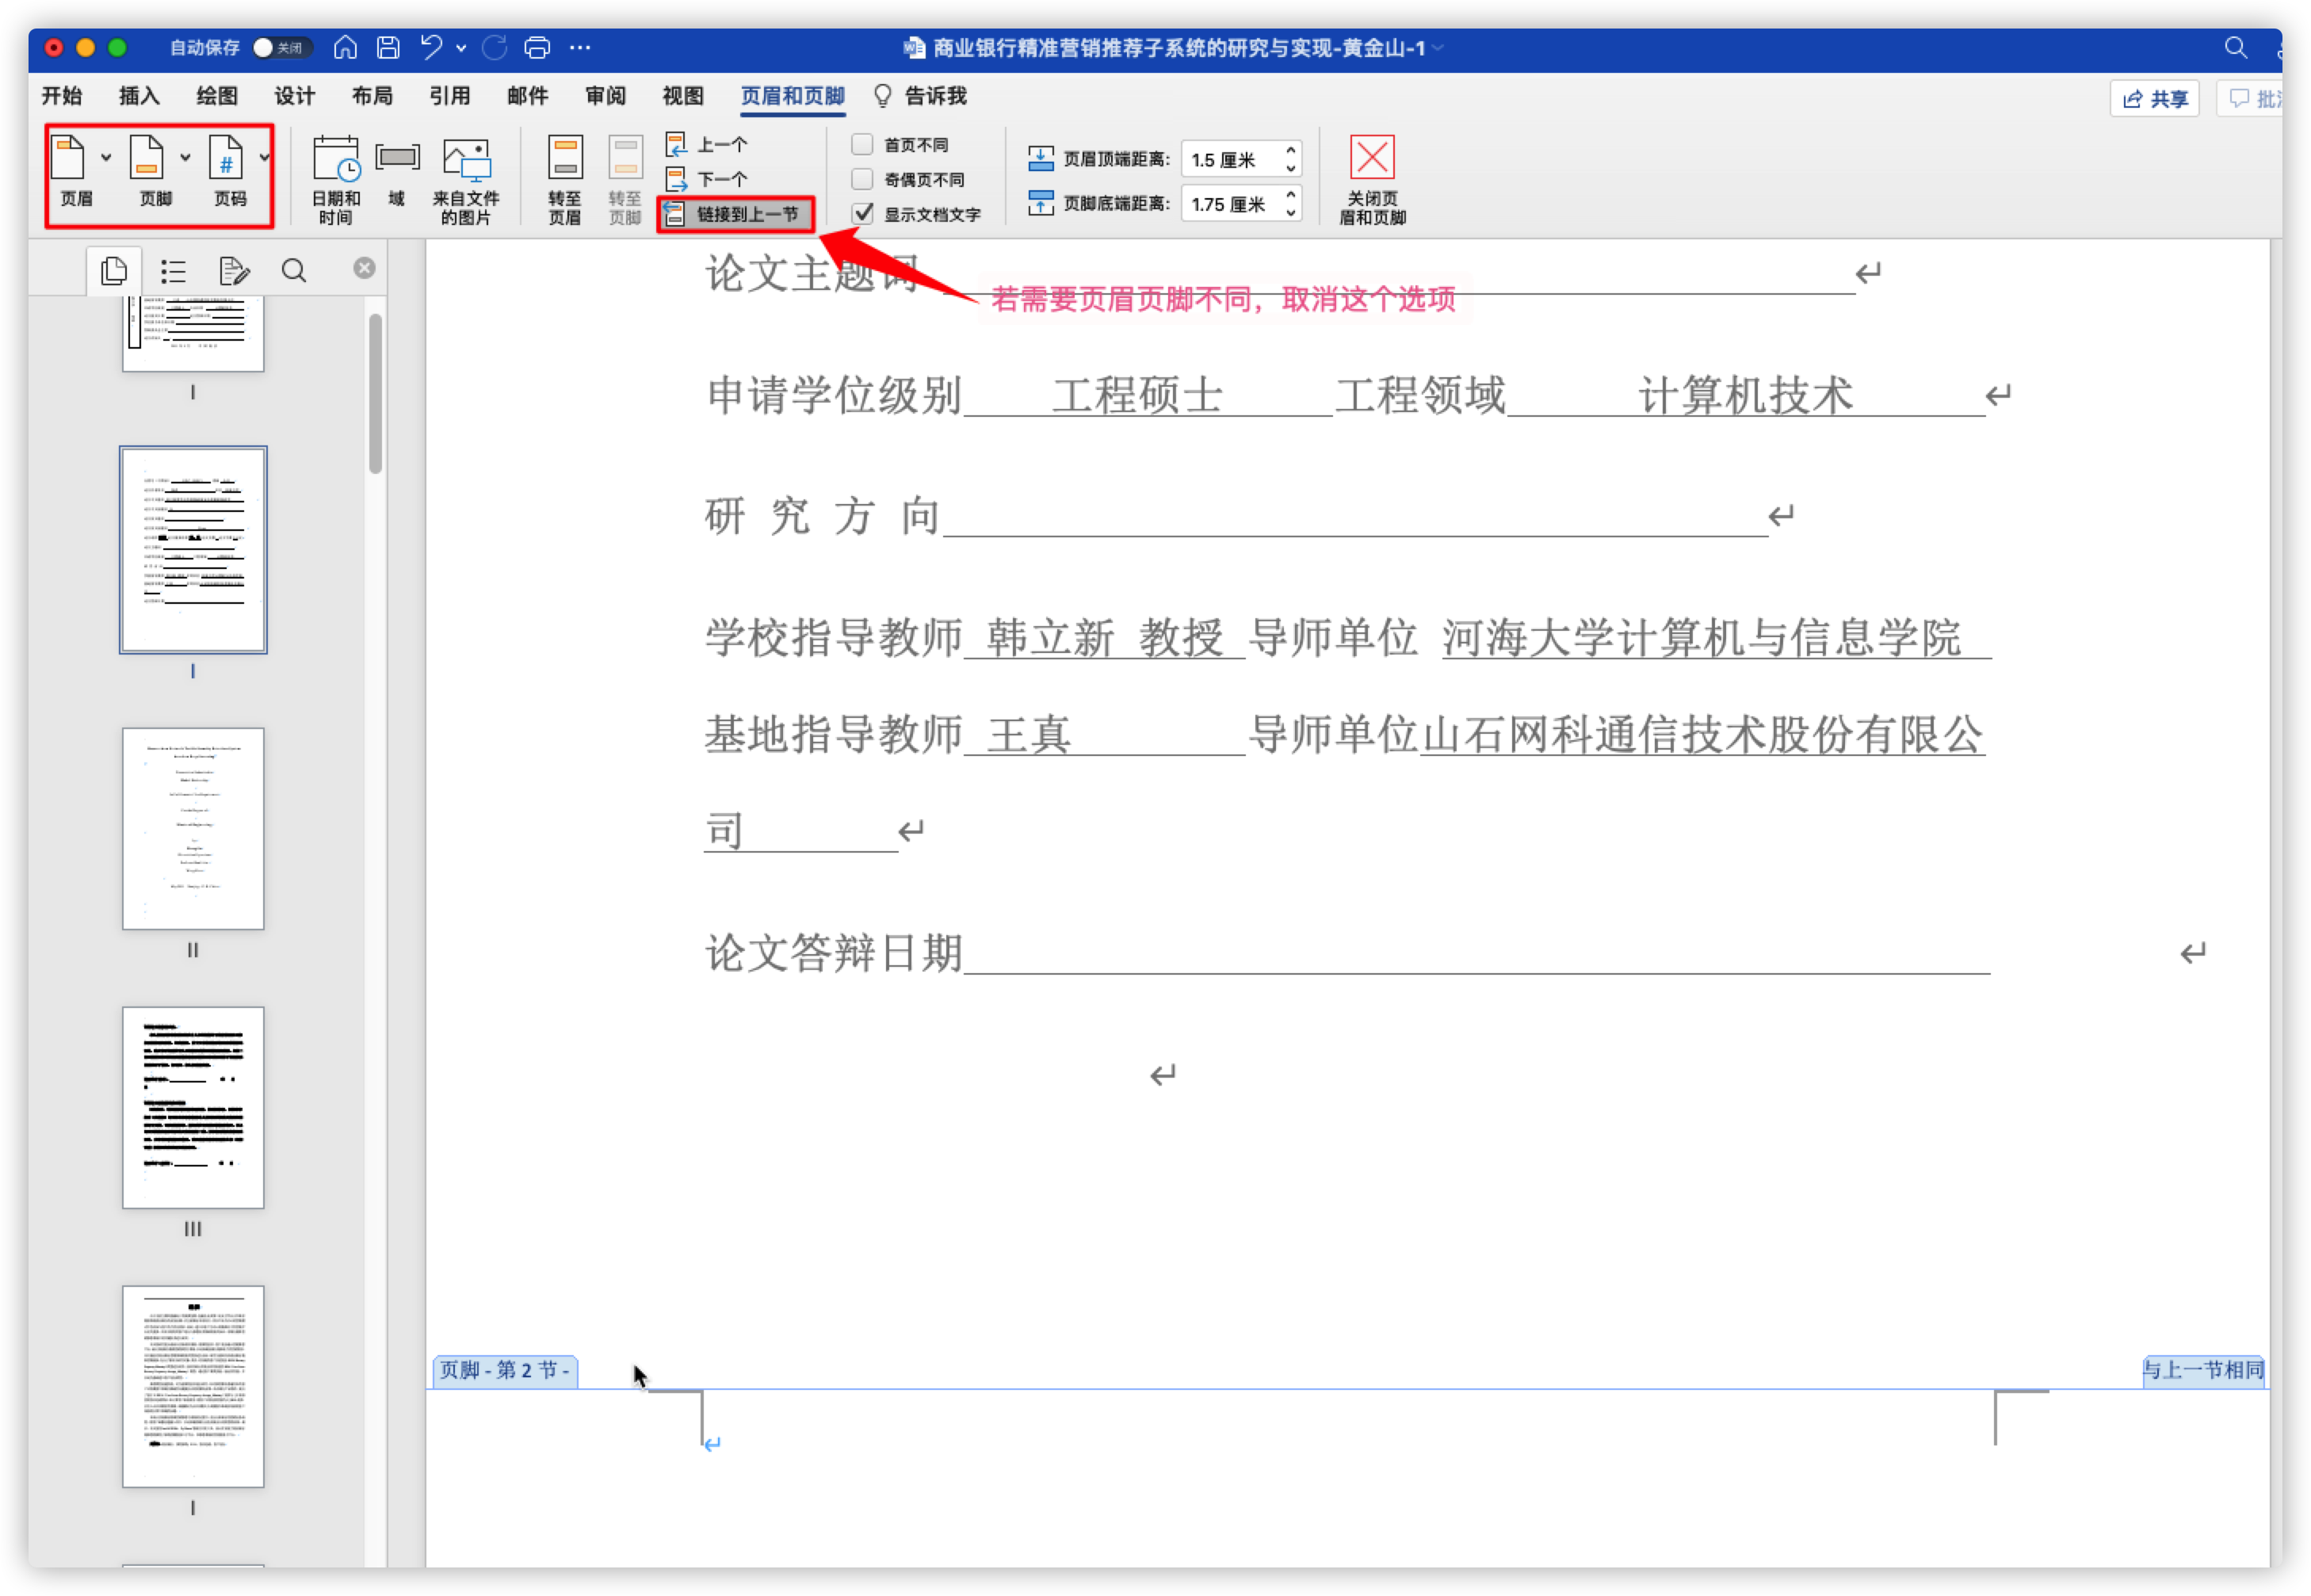 自动保存 关闭
商业银行精准营销推荐子系统的研究与实现-黄金山-1
开始 插入 绘图 设计 布局 引用 邮件 审阅 视图 页眉和页脚 告诉我
共享
页眉 页脚 页码
日期和时间 域 来自文件的图片
转至页眉 转至页脚
上一个
下一个
链接到上一节
首页不同
奇偶页不同
显示文档文字
页眉顶端距离: 1.5 厘米
页脚底端距离: 1.75 厘米
关闭页眉和页脚
论文主题词
若需要页眉页脚不同，取消这个选项
申请学位级别 工程硕士 工程领域 计算机技术
研 究 方 向
学校指导教师 韩立新 教授 导师单位 河海大学计算机与信息学院
基地指导教师 王真 导师单位山石网科通信技术股份有限公
司
论文答辩日期
页脚 - 第 2 节 -
与上一节相同
I
I
II
III
I